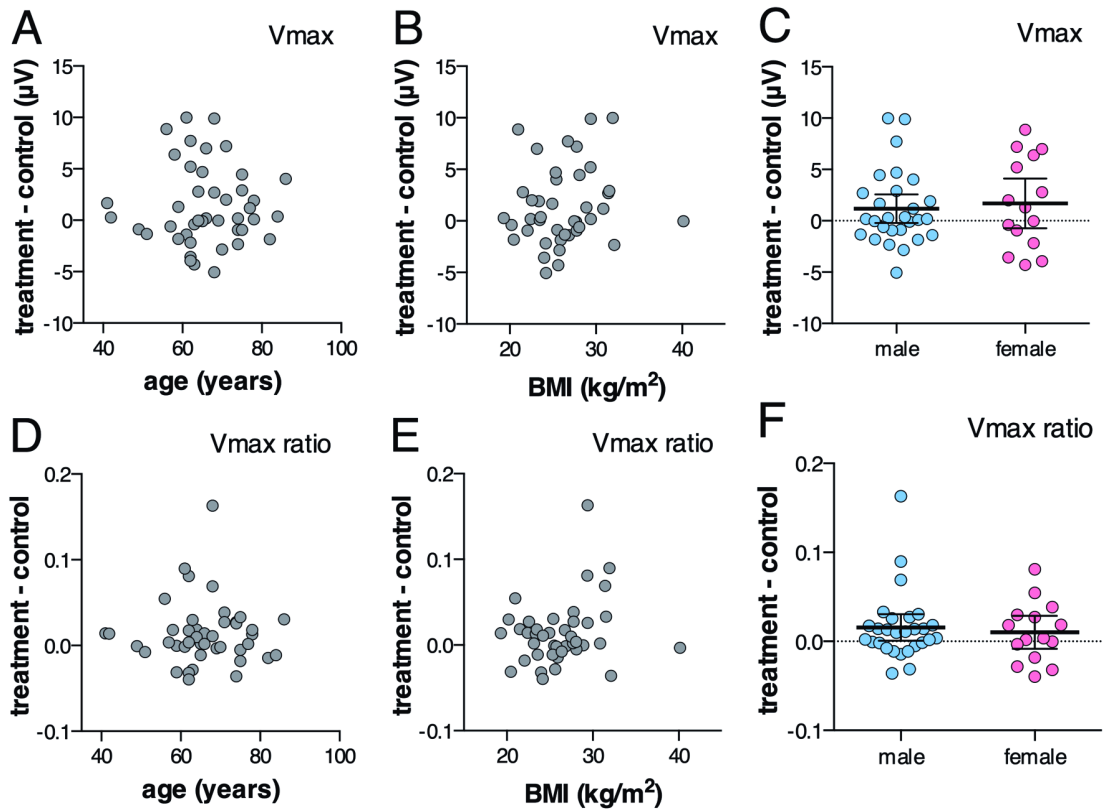 A
Vmax
treatment - control (µV)
15
10
5
0
-5
-10
40
60
80
100
age (years)
B
Vmax
treatment - control (µV)
15
10
5
0
-5
-10
20
30
40
BMI (kg/m²)
C
Vmax
treatment - control (µV)
15
10
5
0
-5
-10
male
female
D
Vmax ratio
treatment - control
0.2
0.1
0.0
-0.1
40
60
80
100
age (years)
E
Vmax ratio
treatment - control
0.2
0.1
0.0
-0.1
20
30
40
BMI (kg/m²)
F
Vmax ratio
treatment - control
0.2
0.1
0.0
-0.1
male
female